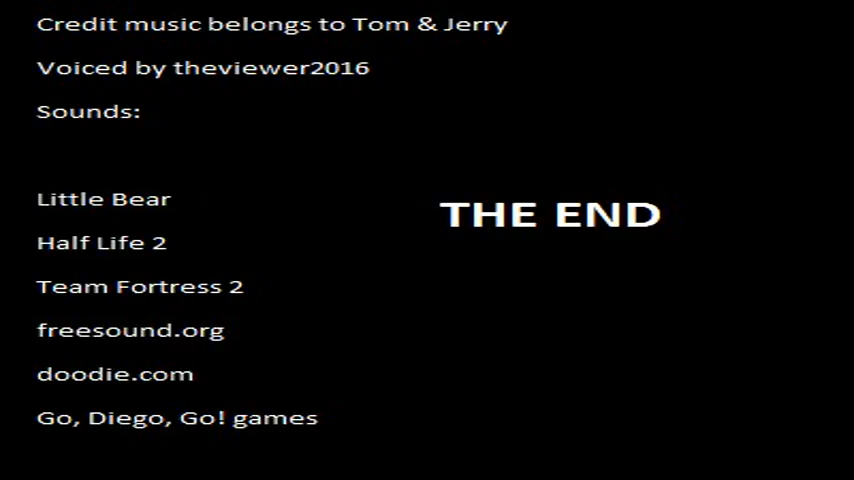 Credit music belongs to Tom & Jerry
Voiced by theviewer2016
Sounds:
Little Bear
THE END
Half Life 2
Team Fortress 2
freesound.org
doodie.com
Go, Diego, Go! games